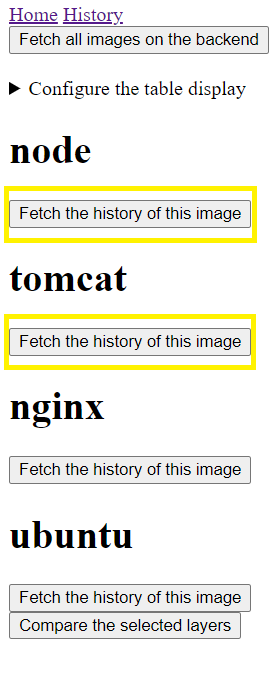 Home History
Fetch all images on the backend
Configure the table display
node
Fetch the history of this image
tomcat
Fetch the history of this image
nginx
Fetch the history of this image
ubuntu
Fetch the history of this image
Compare the selected layers